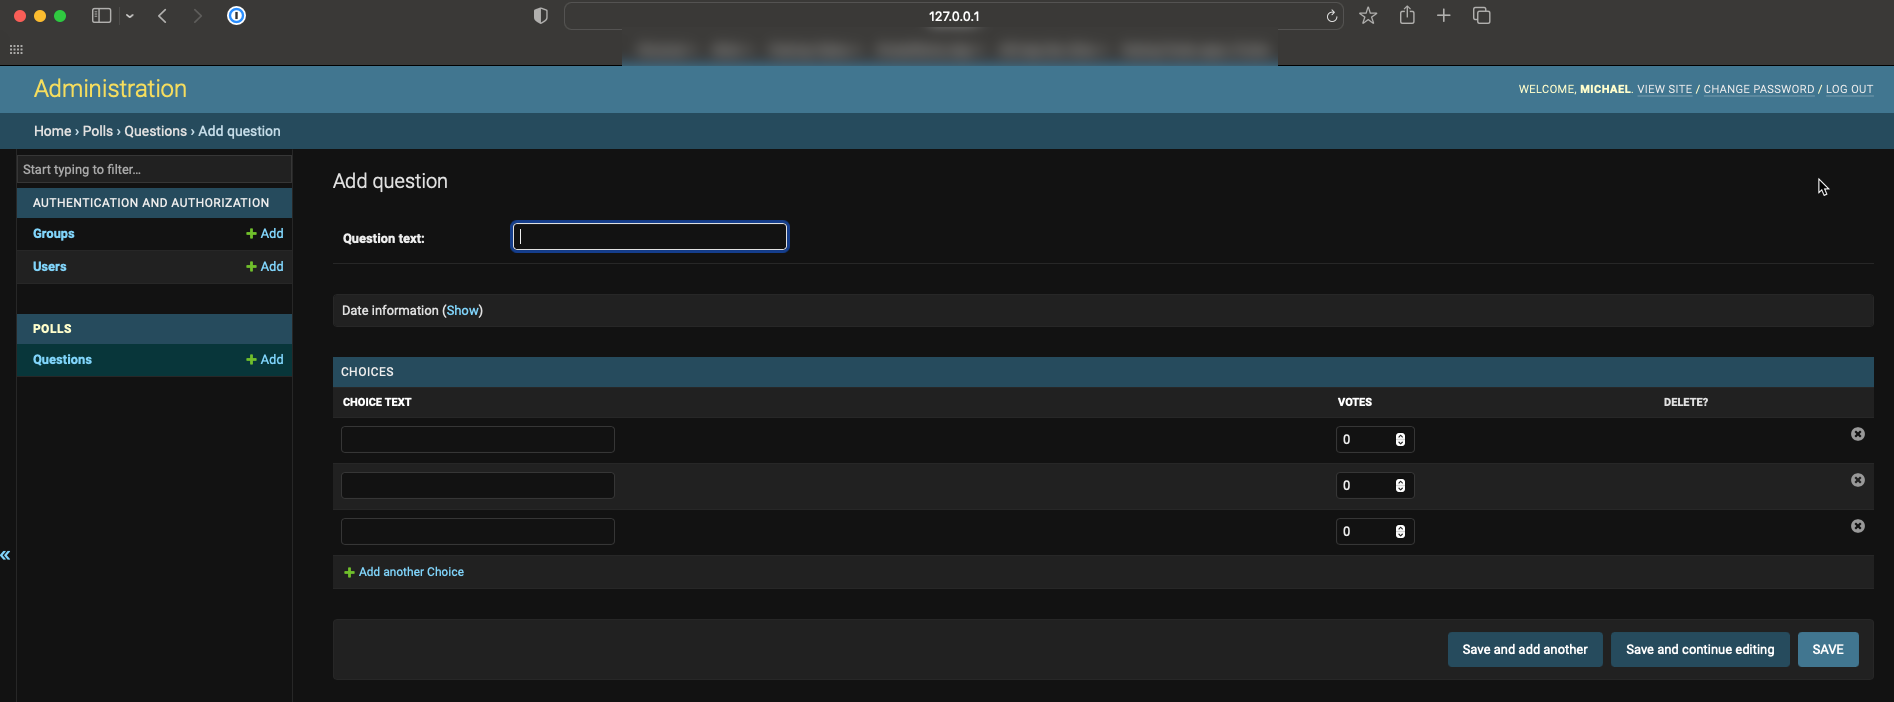 127.0.0.1
Administration
WELCOME, MICHAEL. VIEW SITE / CHANGE PASSWORD / LOG OUT
Home › Polls › Questions › Add question
Start typing to filter...
AUTHENTICATION AND AUTHORIZATION
Groups + Add
Users + Add
POLLS
Questions + Add
Add question
Question text:
Date information (Show)
CHOICES
CHOICE TEXT VOTES DELETE?
0
0
0
+ Add another Choice
Save and add another Save and continue editing SAVE